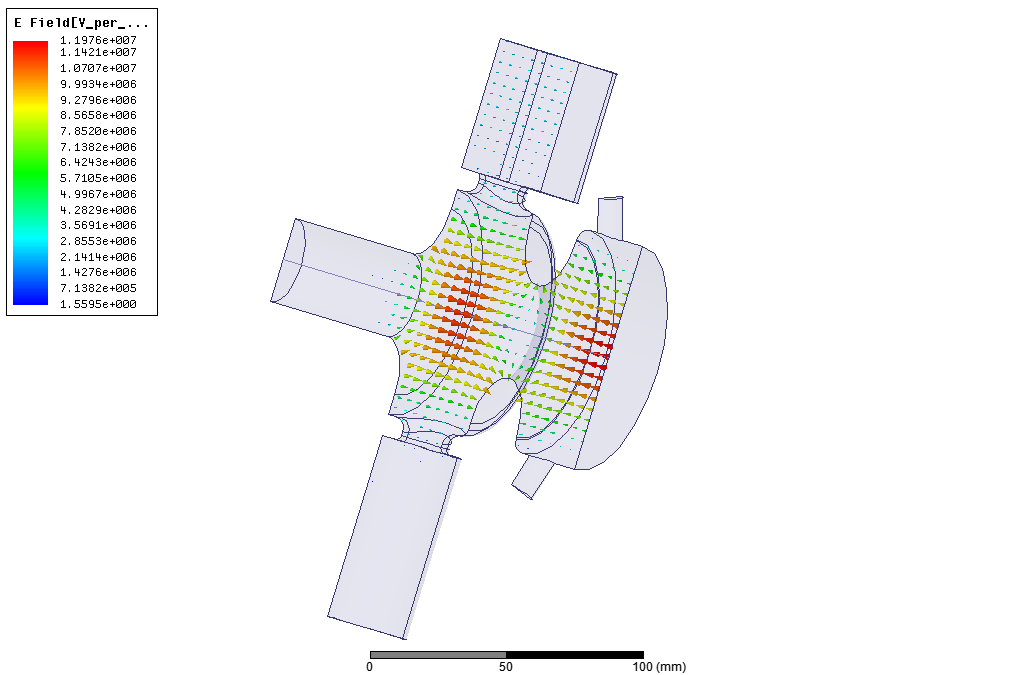 E Field[V_per_...
1.1976e+007
1.1421e+007
1.0707e+007
9.9934e+006
9.2796e+006
8.5658e+006
7.8520e+006
7.1382e+006
6.4243e+006
5.7105e+006
4.9967e+006
4.2829e+006
3.5691e+006
2.8553e+006
2.1414e+006
1.4276e+006
7.1382e+005
1.5595e+000
0 50 100 (mm)